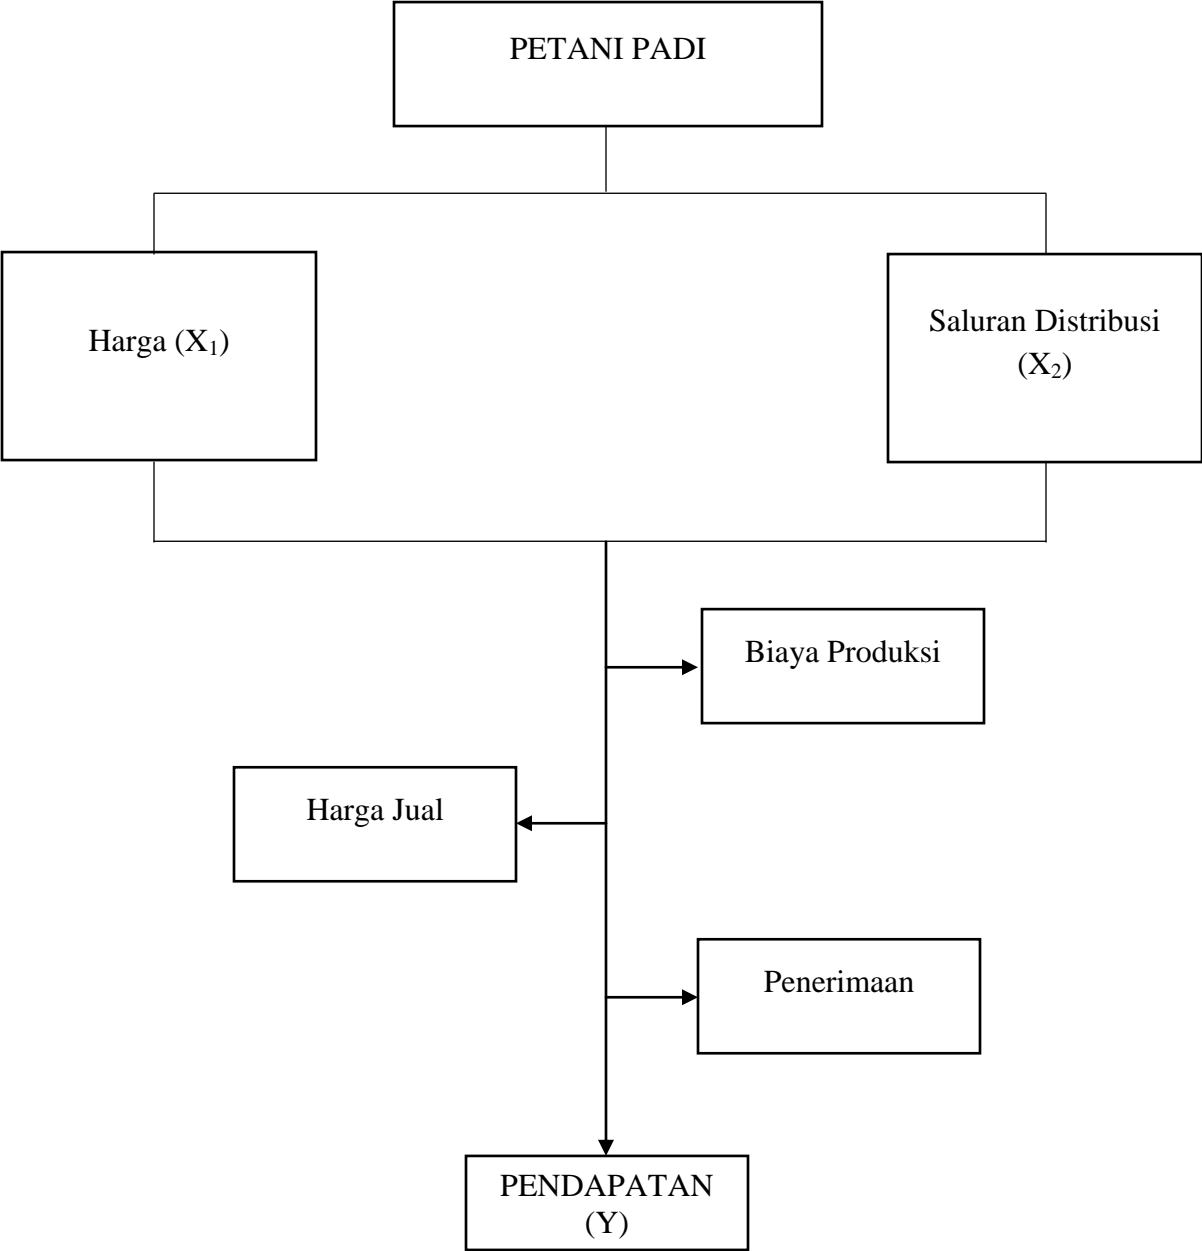 PETANI PADI
Harga (X₁)
Saluran Distribusi
(X₂)
Biaya Produksi
Harga Jual
Penerimaan
PENDAPATAN
(Y)